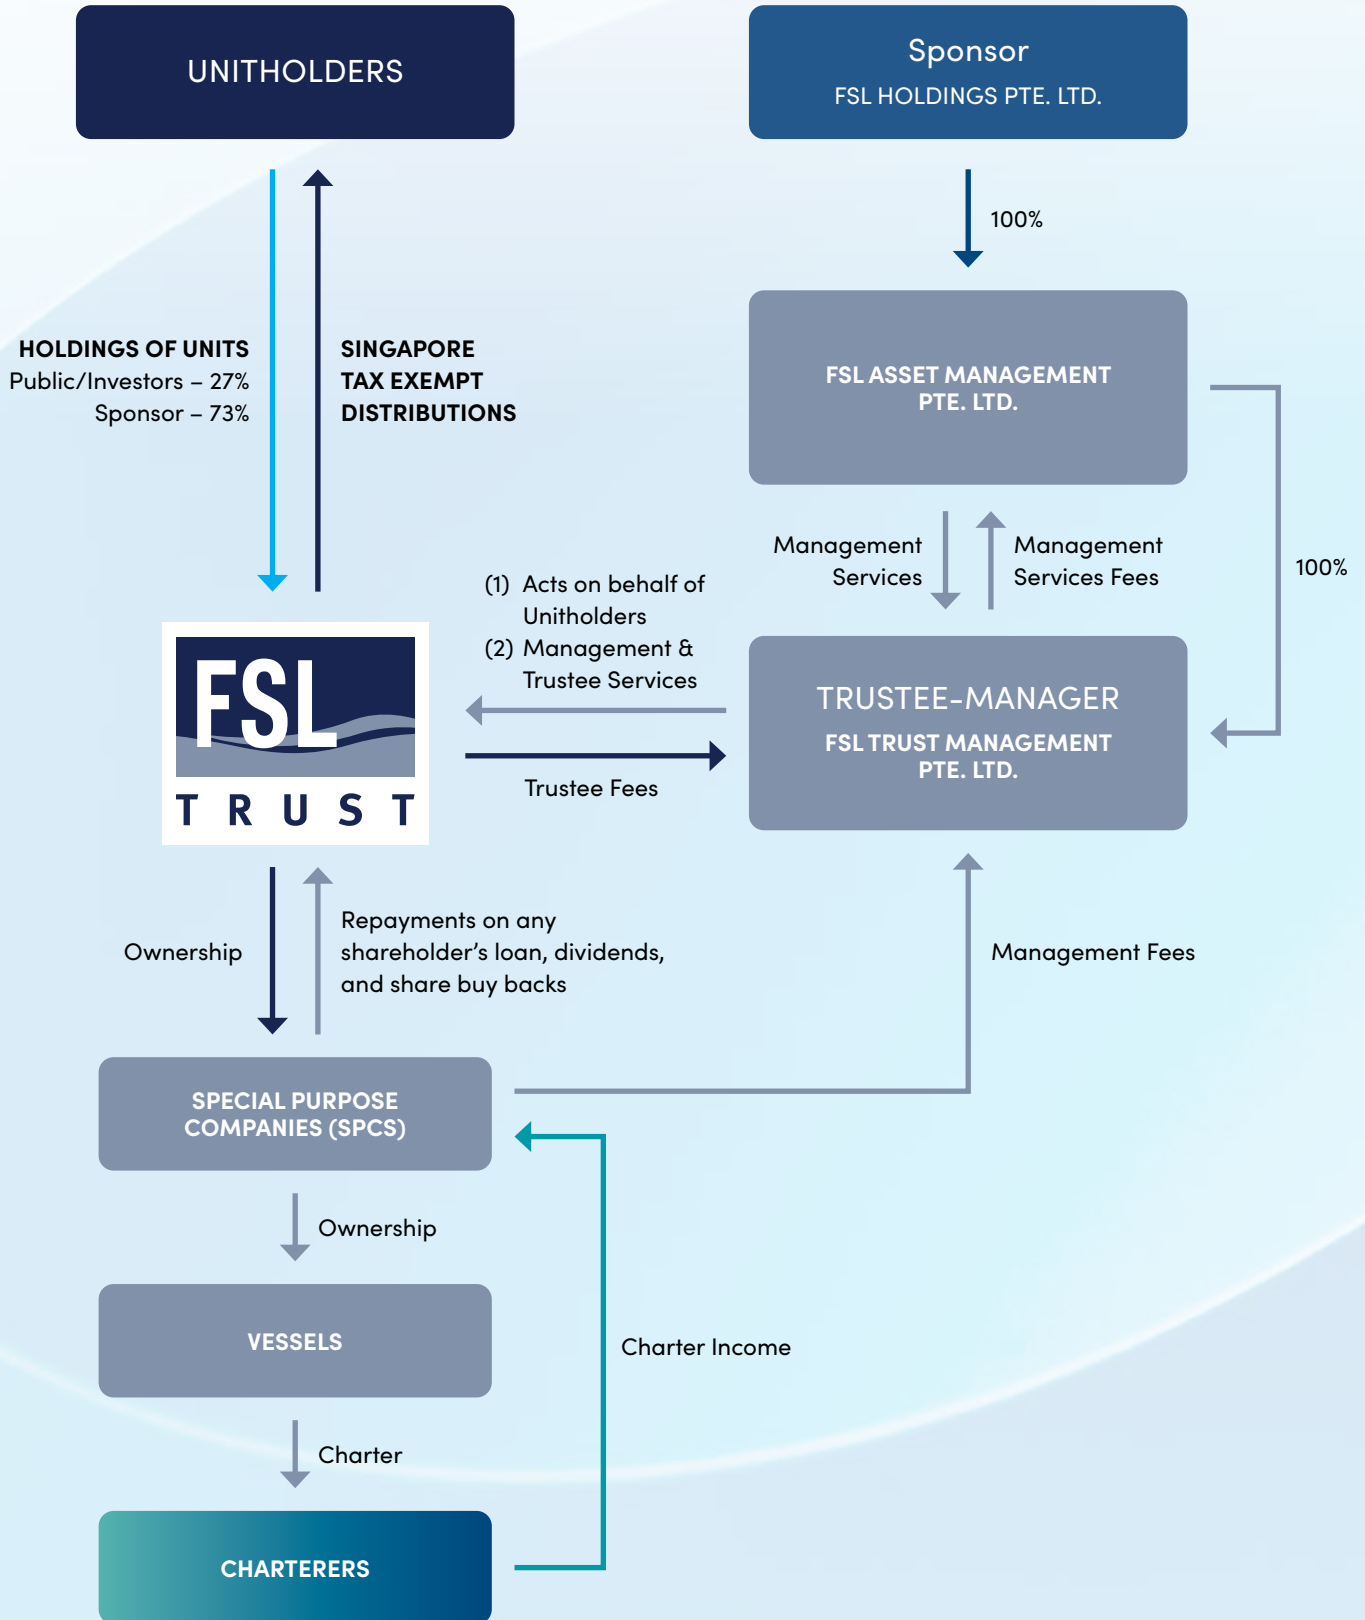 UNITHOLDERS
Sponsor
FSL HOLDINGS PTE. LTD.
100%
HOLDINGS OF UNITS
Public/Investors – 27%
Sponsor – 73%
SINGAPORE
TAX EXEMPT
DISTRIBUTIONS
FSL ASSET MANAGEMENT
PTE. LTD.
Management
Services
Management
Services Fees
100%
(1) Acts on behalf of
Unitholders
(2) Management &
Trustee Services
FSL
TRUST
Trustee Fees
TRUSTEE-MANAGER
FSL TRUST MANAGEMENT
PTE. LTD.
Ownership
Repayments on any
shareholder’s loan, dividends,
and share buy backs
Management Fees
SPECIAL PURPOSE
COMPANIES (SPCS)
Ownership
VESSELS
Charter Income
Charter
CHARTERERS